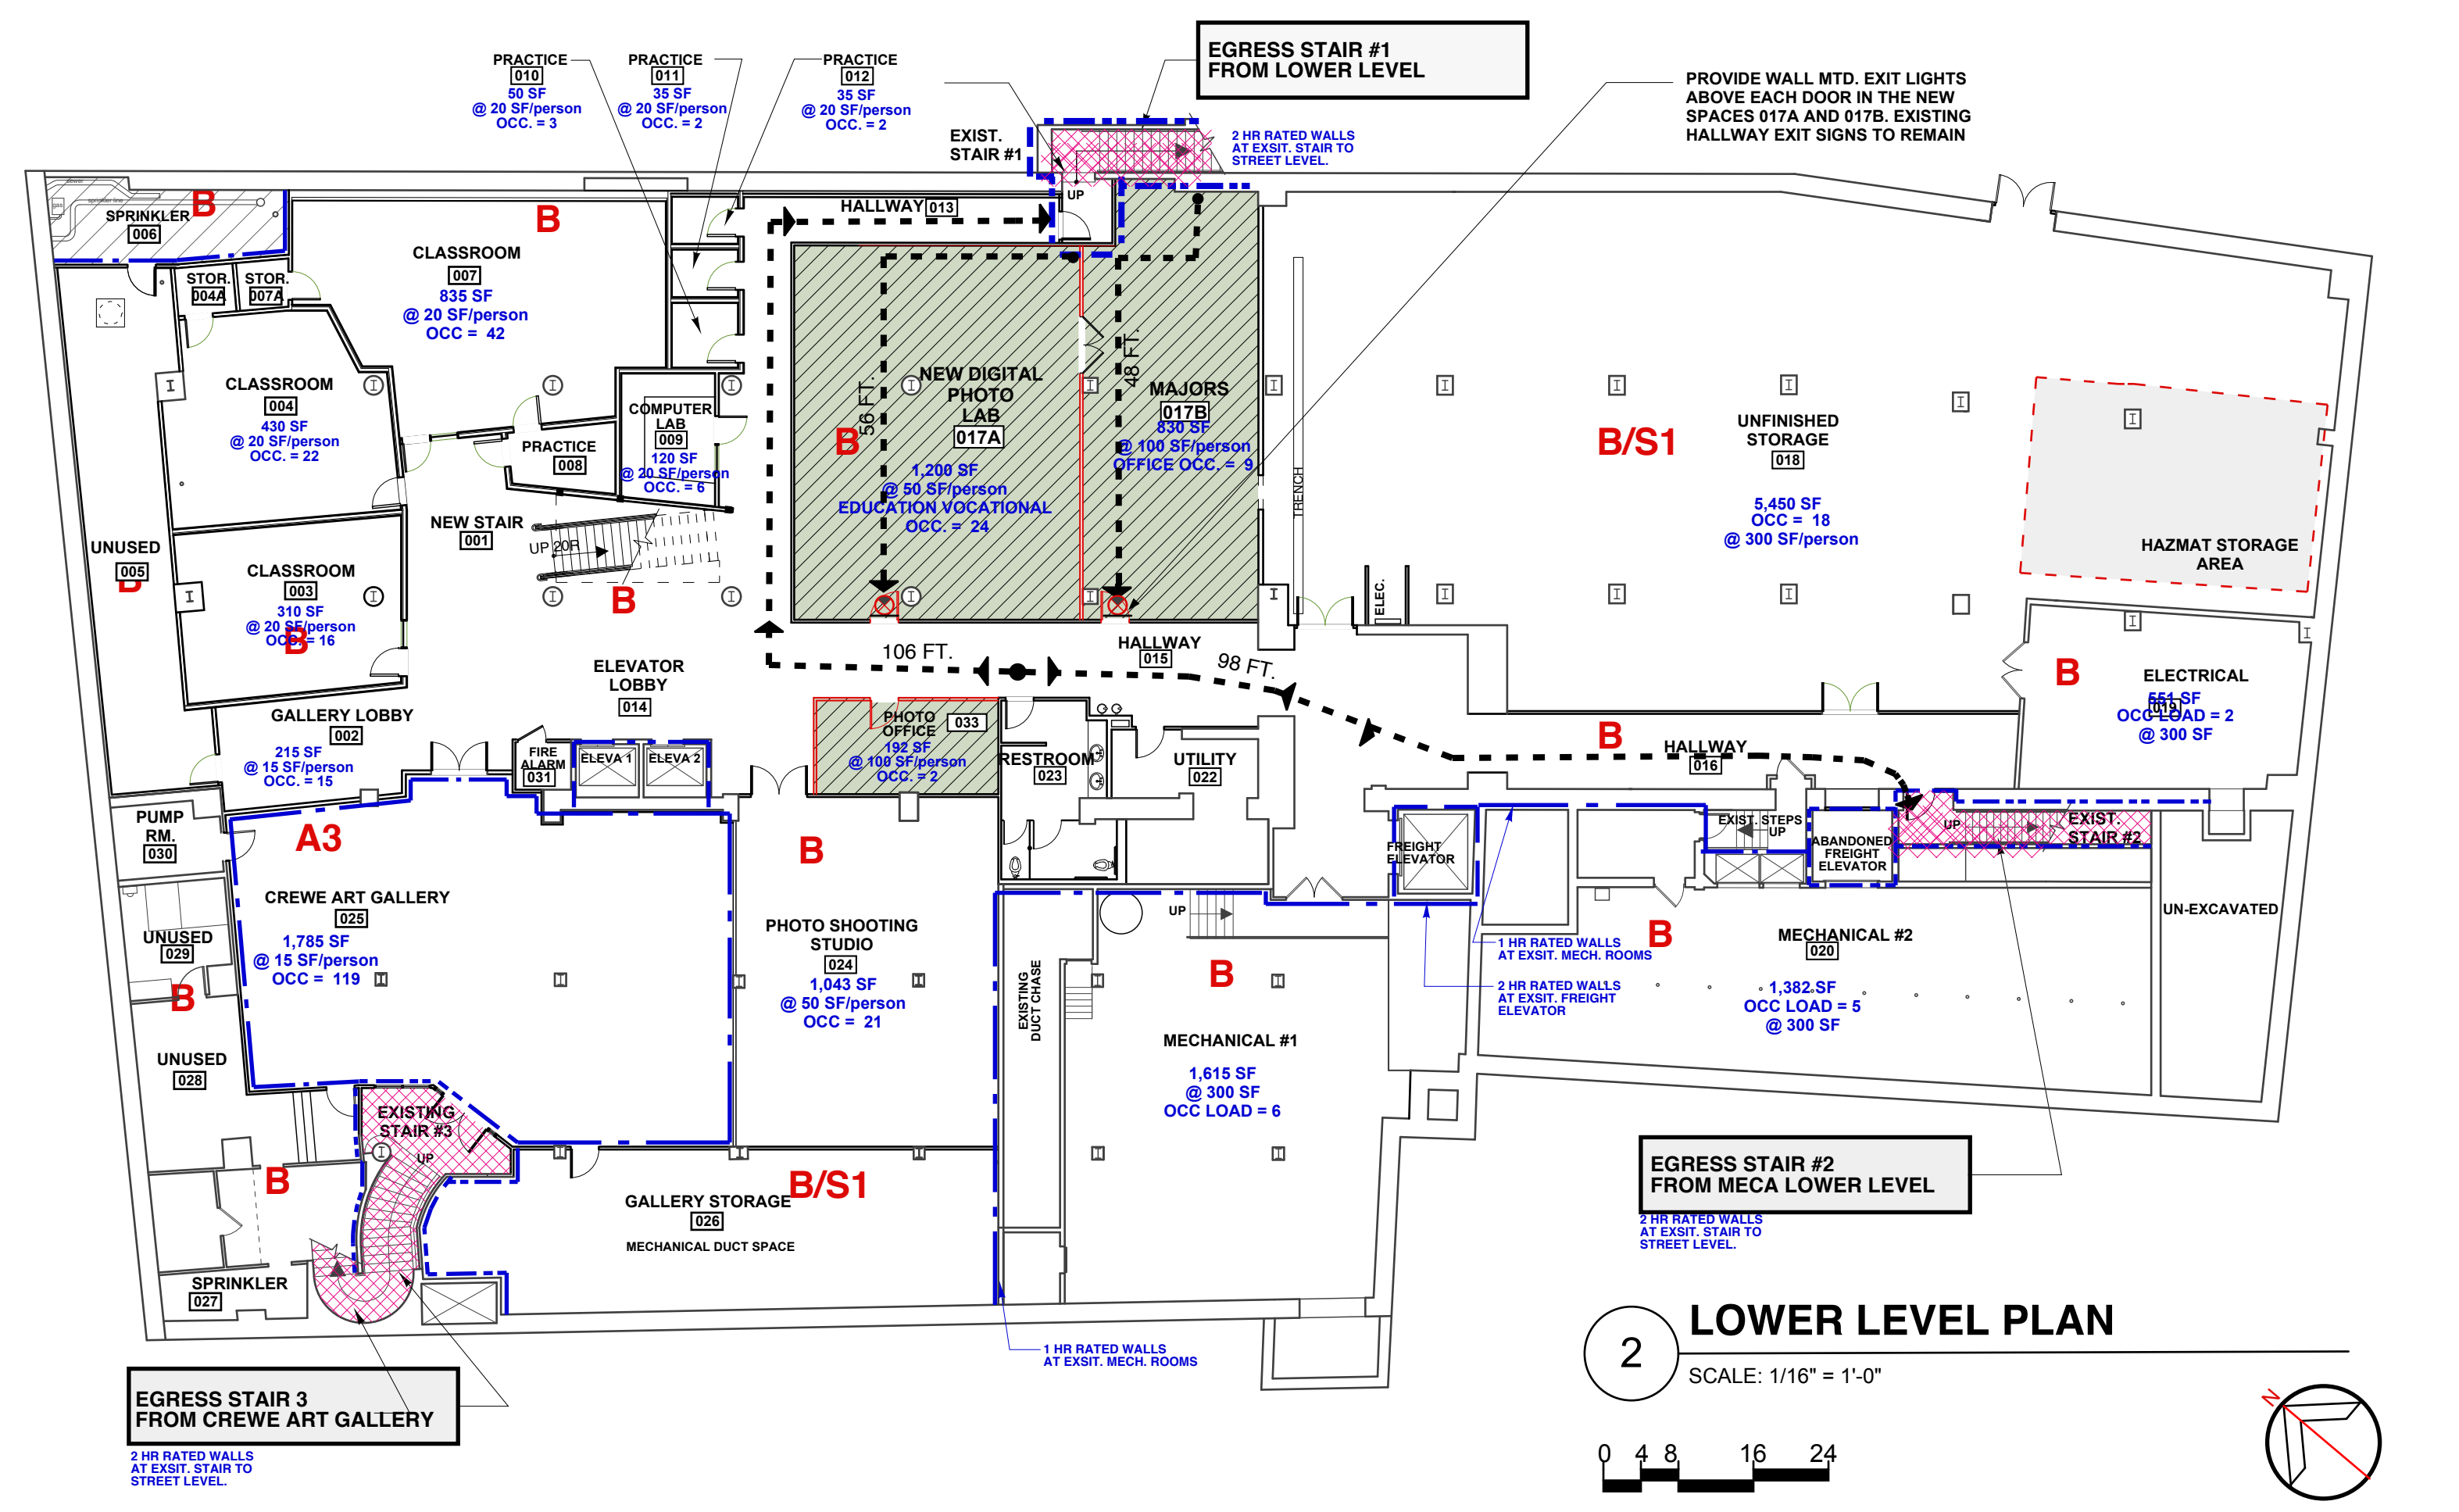 EGRESS STAIR #1
FROM LOWER LEVEL
PRACTICE
010
50 SF
@ 20 SF/person
OCC. = 3
PRACTICE
011
35 SF
@ 20 SF/person
OCC. = 2
PRACTICE
012
35 SF
@ 20 SF/person
OCC. = 2
EXIST.
STAIR #1
2 HR RATED WALLS
AT EXSIT. STAIR TO
STREET LEVEL.
PROVIDE WALL MTD. EXIT LIGHTS
ABOVE EACH DOOR IN THE NEW
SPACES 017A AND 017B. EXISTING
HALLWAY EXIT SIGNS TO REMAIN
UP
HALLWAY 013
sprinkler line
gas
SPRINKLER
006
B
B
CLASSROOM
007
835 SF
@ 20 SF/person
OCC = 42
STOR.
004A
STOR.
007A
CLASSROOM
004
430 SF
@ 20 SF/person
OCC. = 22
COMPUTER
LAB
009
120 SF
@ 20 SF/person
OCC. = 6
PRACTICE
008
NEW STAIR
001
UP 20R
B
UNUSED
005
B
CLASSROOM
003
310 SF
@ 20 SF/person
OCC. = 16
B
56 FT.
NEW DIGITAL
PHOTO
LAB
017A
B
1,200 SF
@ 50 SF/person
EDUCATION VOCATIONAL
OCC. = 24
48 FT.
MAJORS
017B
830 SF
@ 100 SF/person
OFFICE OCC. = 9
TRENCH
ELEC.
B/S1
UNFINISHED
STORAGE
018
5,450 SF
OCC = 18
@ 300 SF/person
HAZMAT STORAGE
AREA
B
ELECTRICAL
019
551 SF
OCC LOAD = 2
@ 300 SF
106 FT.
HALLWAY
015
98 FT.
ELEVATOR
LOBBY
014
GALLERY LOBBY
002
215 SF
@ 15 SF/person
OCC. = 15
FIRE
ALARM
031
ELEVA 1
ELEVA 2
PHOTO
OFFICE
033
192 SF
@ 100 SF/person
OCC. = 2
RESTROOM
023
UTILITY
022
B
HALLWAY
016
PUMP
RM.
030
A3
B
FREIGHT
ELEVATOR
EXIST. STEPS
UP
ABANDONED
FREIGHT
ELEVATOR
UP
EXIST.
STAIR #2
CREWE ART GALLERY
025
1,785 SF
@ 15 SF/person
OCC = 119
UNUSED
029
B
UNUSED
028
PHOTO SHOOTING
STUDIO
024
1,043 SF
@ 50 SF/person
OCC = 21
EXISTING
DUCT CHASE
UP
B
MECHANICAL #1
1,615 SF
@ 300 SF
OCC LOAD = 6
1 HR RATED WALLS
AT EXSIT. MECH. ROOMS
2 HR RATED WALLS
AT EXSIT. FREIGHT
ELEVATOR
B
MECHANICAL #2
020
1,382 SF
OCC LOAD = 5
@ 300 SF
UN-EXCAVATED
EXISTING
STAIR #3
UP
B
B/S1
GALLERY STORAGE
026
MECHANICAL DUCT SPACE
SPRINKLER
027
1 HR RATED WALLS
AT EXSIT. MECH. ROOMS
EGRESS STAIR #2
FROM MECA LOWER LEVEL
2 HR RATED WALLS
AT EXSIT. STAIR TO
STREET LEVEL.
EGRESS STAIR 3
FROM CREWE ART GALLERY
2 HR RATED WALLS
AT EXSIT. STAIR TO
STREET LEVEL.
2
LOWER LEVEL PLAN
SCALE: 1/16" = 1'-0"
0 4 8 16 24
N